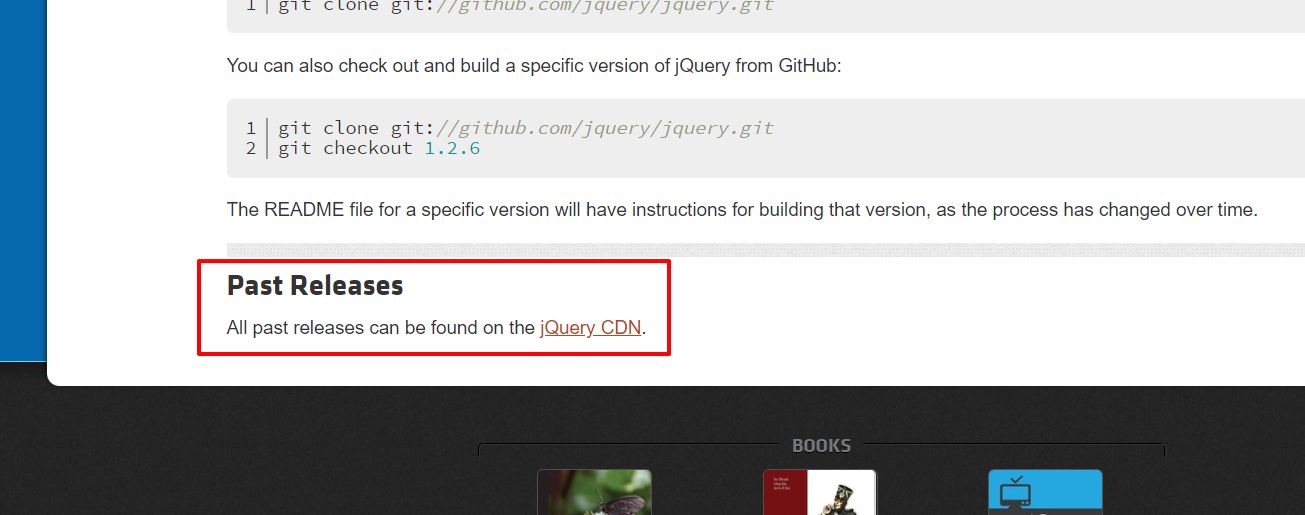 1 git clone git://github.com/jquery/jquery.git
You can also check out and build a specific version of jQuery from GitHub:
1 git clone git://github.com/jquery/jquery.git
2 git checkout 1.2.6
The README file for a specific version will have instructions for building that version, as the process has changed over time.
Past Releases
All past releases can be found on the jQuery CDN.
BOOKS